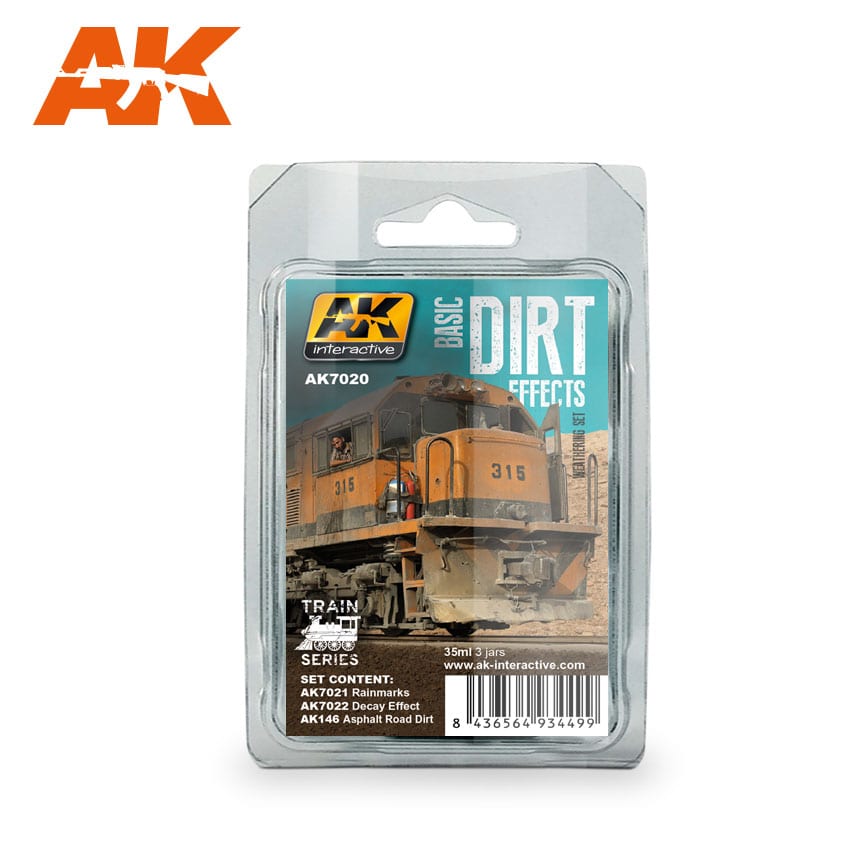 AK
AK
interactive
AK7020
BASIC
DIRT
EFFECTS
WEATHERING SET
315
315
TRAIN
SERIES
SET CONTENT:
AK7021 Rainmarks
AK7022 Decay Effect
AK146 Asphalt Road Dirt
35ml 3 jars
www.ak-interactive.com
8 436564 934499